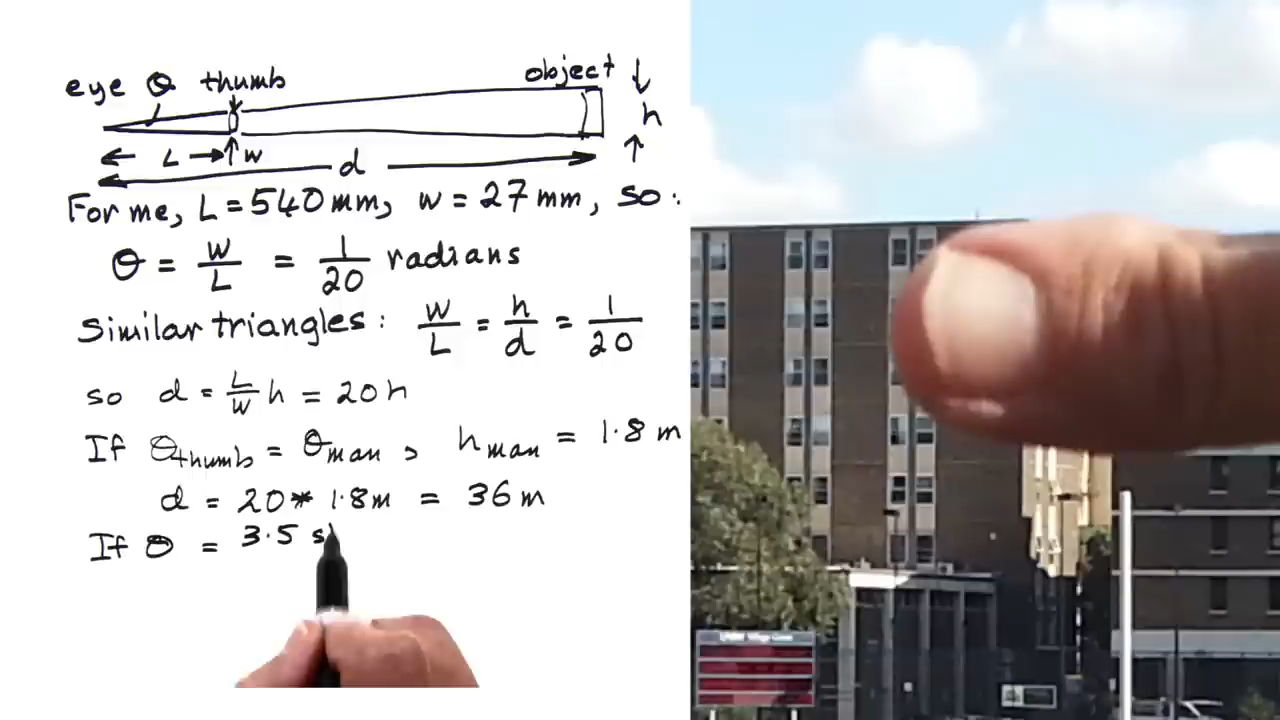 eye θ thumb object ↓
h
← L → ↑ w ↑
← d →
For me, L = 540 mm, w = 27 mm, so:
θ = w/L = 1/20 radians
Similar triangles: w/L = h/d = 1/20
so d = L/w h = 20h
If θthumb = θman, hman = 1.8 m
d = 20 * 1.8m = 36 m
If θ = 3.5 s